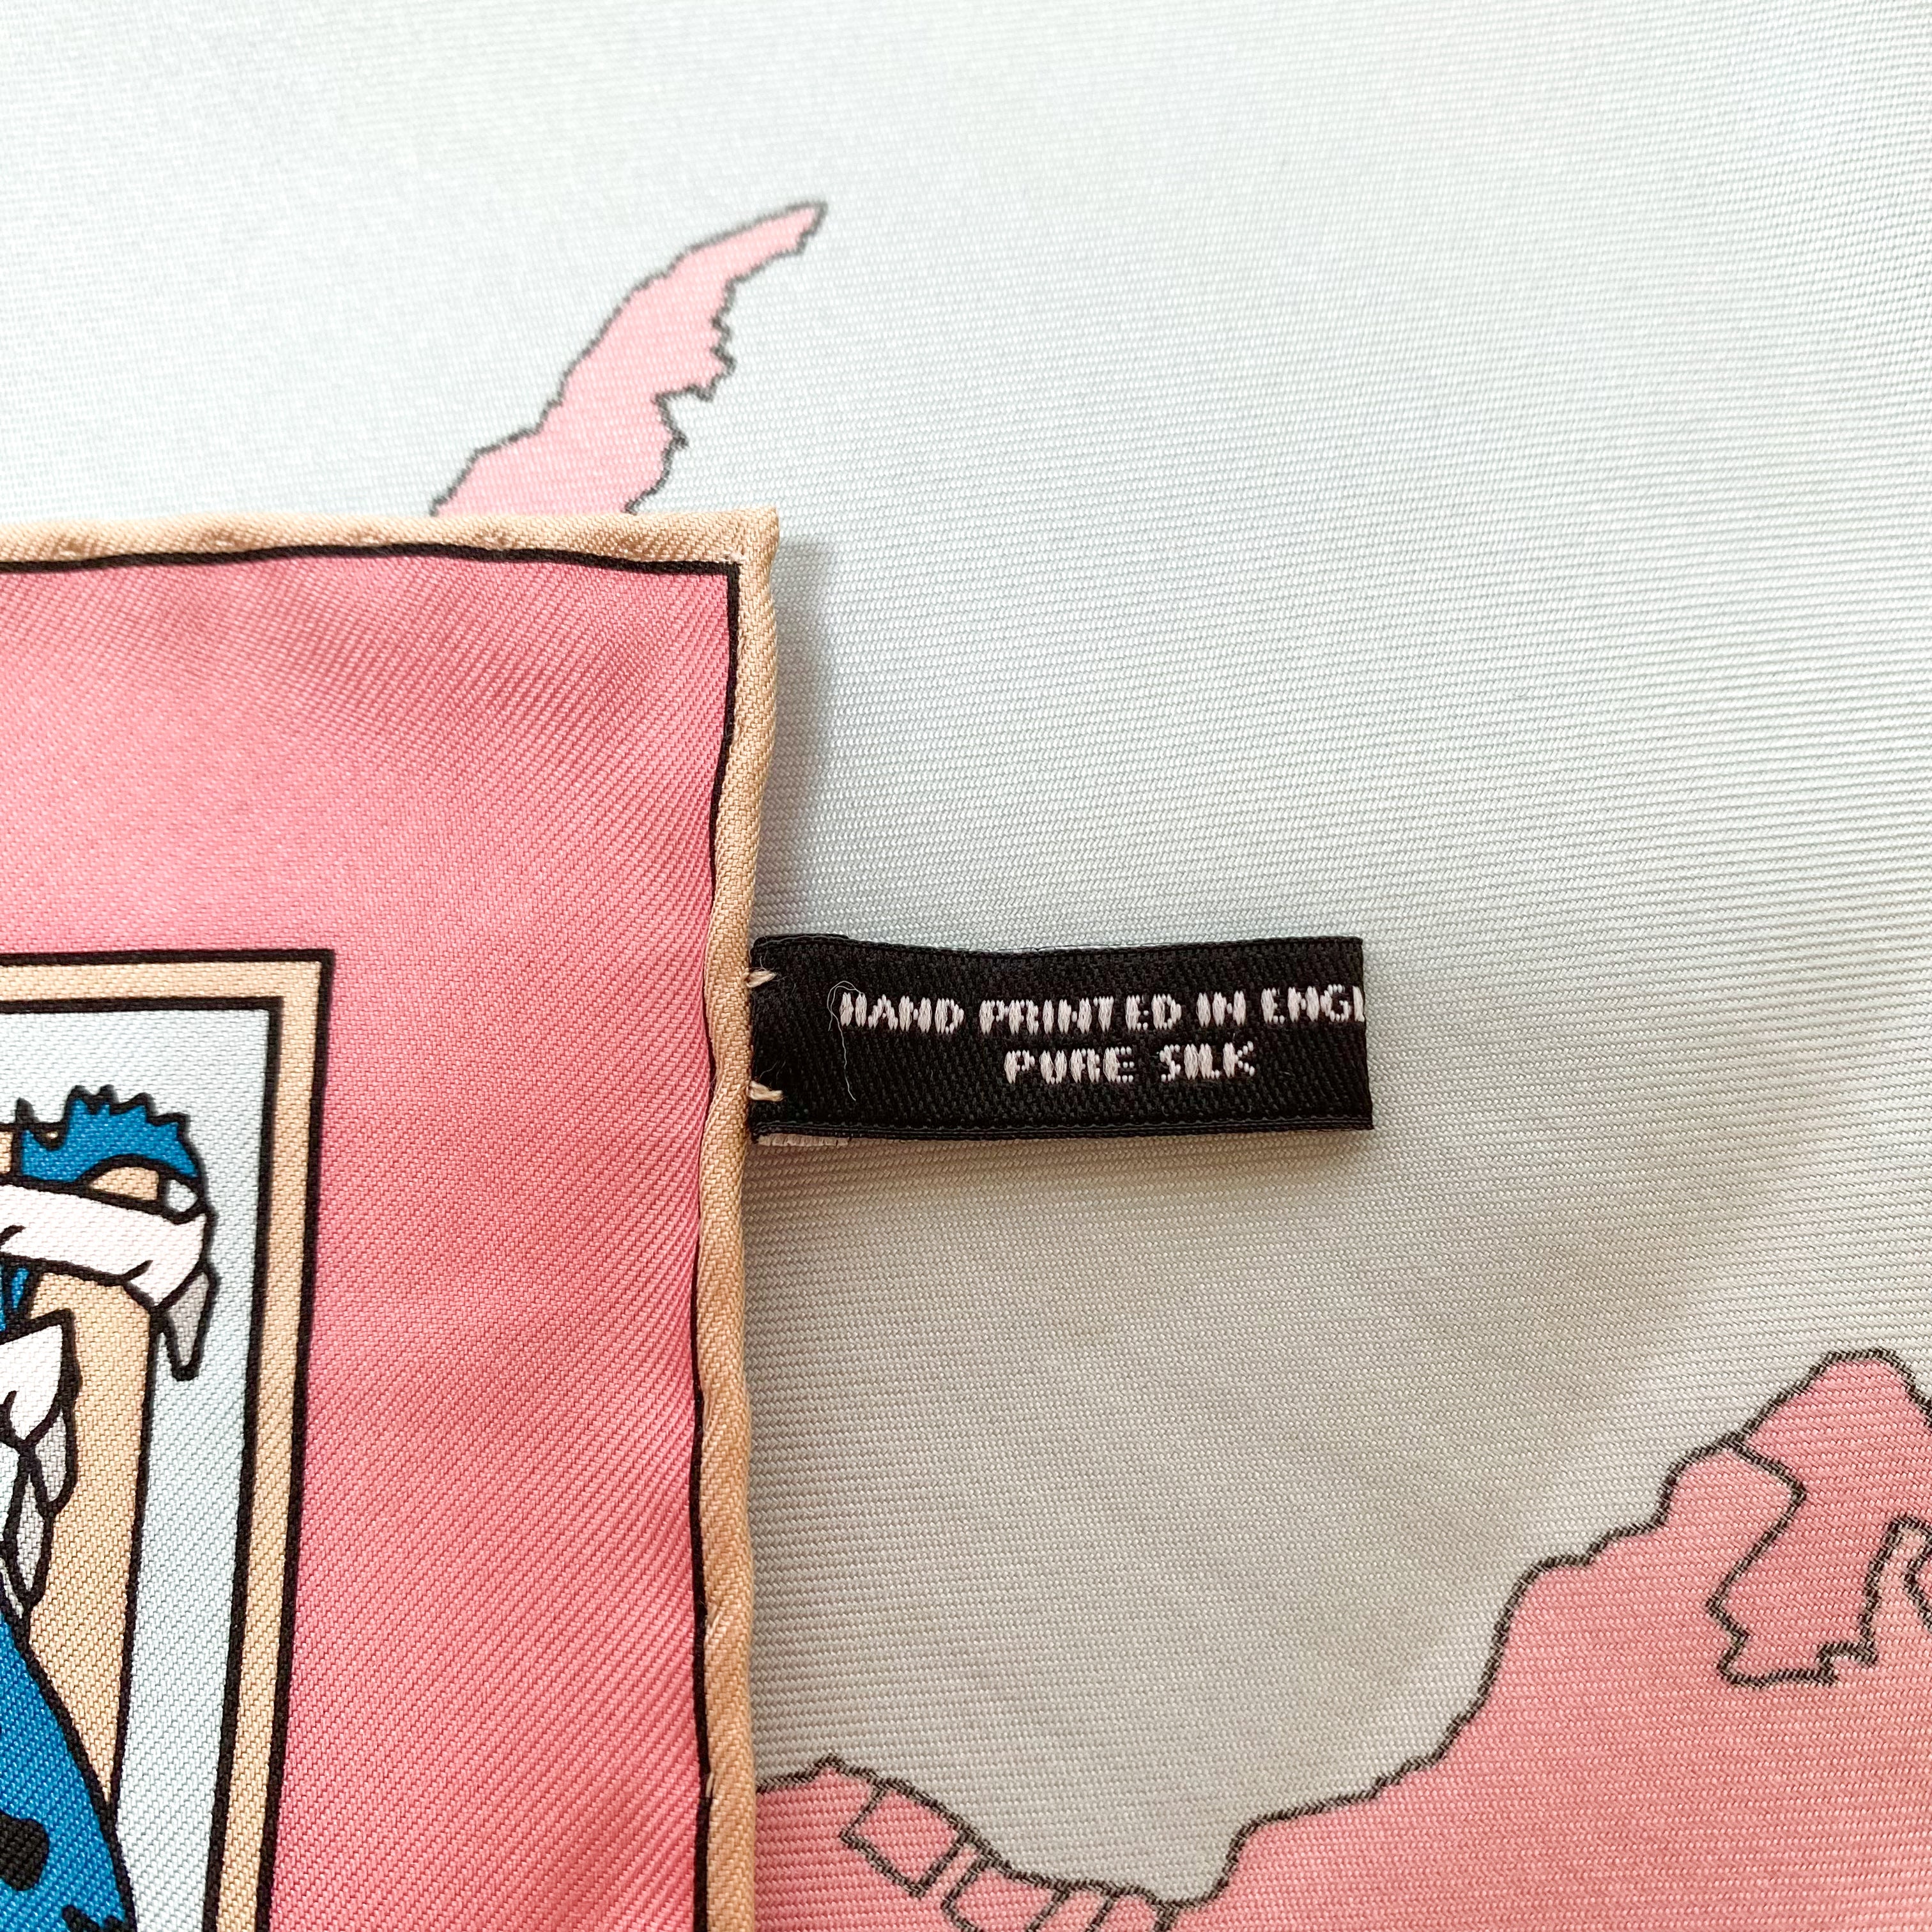 HAND PRINTED IN ENGL
PURE SILK